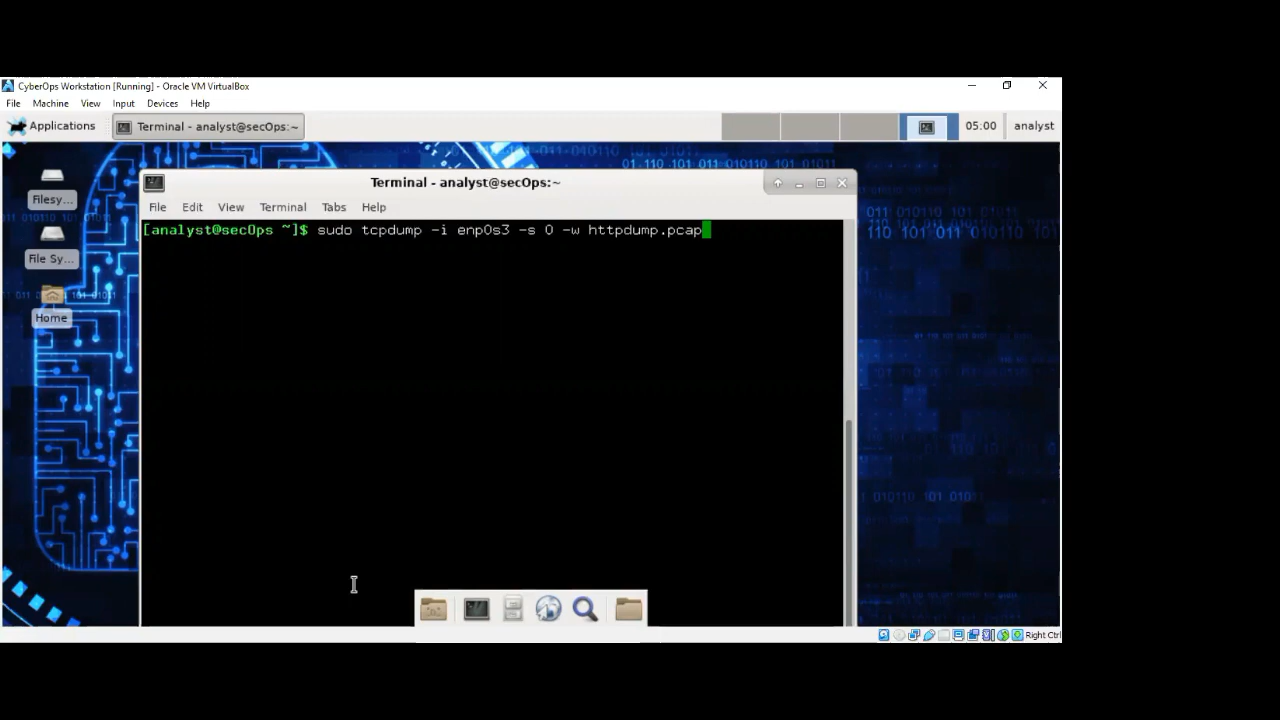 CyberOps Workstation [Running] - Oracle VM VirtualBox
File Machine View Input Devices Help
Applications Terminal - analyst@secOps:~ 05:00 analyst
Terminal - analyst@secOps:~
File Edit View Terminal Tabs Help
[analyst@secOps ~]$ sudo tcpdump -i enp0s3 -s 0 -w httpdump.pcap
Filesy...
File Sy...
Home
Right Ctrl